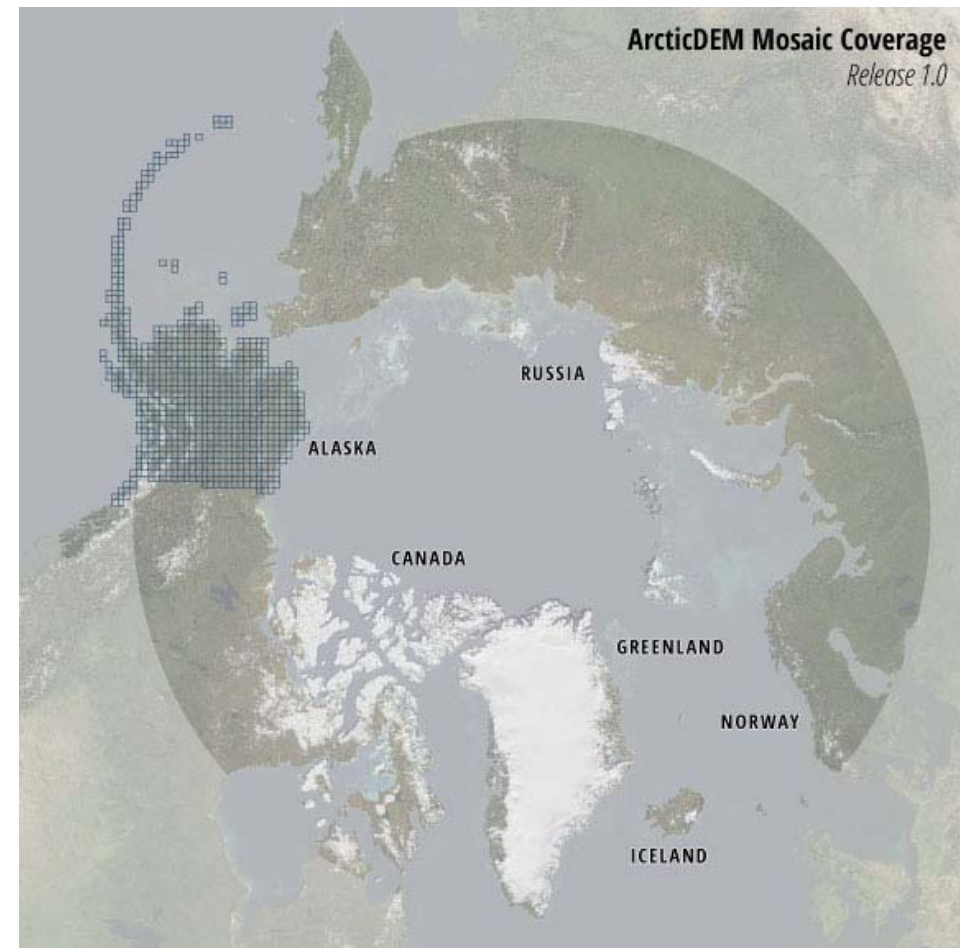 ArcticDEM Mosaic Coverage
Release 1.0
RUSSIA
ALASKA
CANADA
GREENLAND
NORWAY
ICELAND